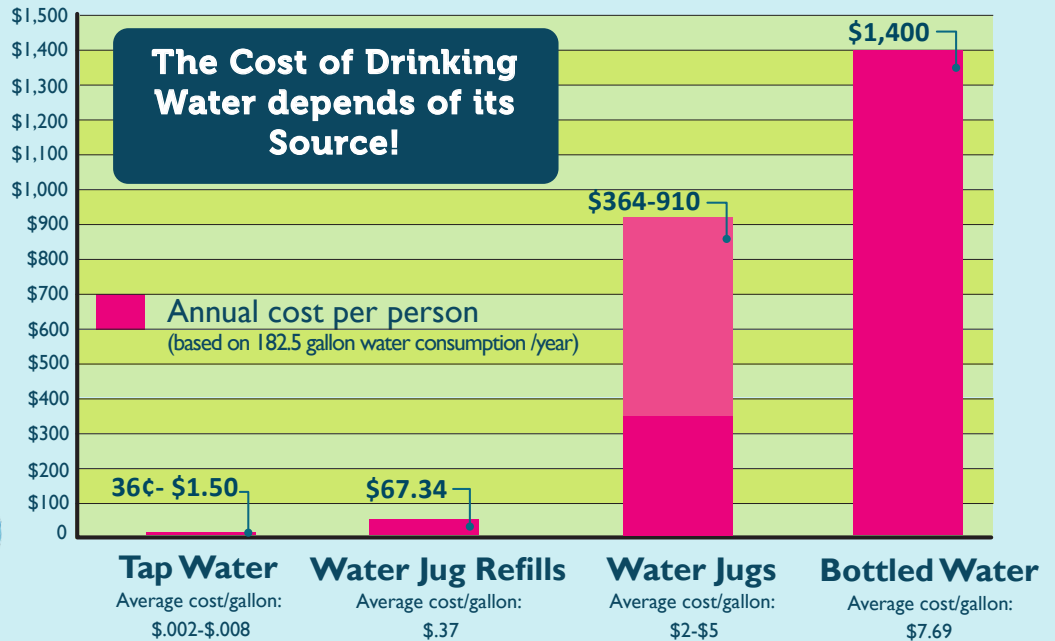 $1,500
$1,400
$1,300
$1,200
$1,100
$1,000
$900
$800
$700
$600
$500
$400
$300
$200
$100
0
The Cost of Drinking
Water depends of its
Source!
Annual cost per person
(based on 182.5 gallon water consumption /year)
36¢- $1.50
$67.34
$364-910
$1,400
Tap Water
Average cost/gallon:
$.002-$.008
Water Jug Refills
Average cost/gallon:
$.37
Water Jugs
Average cost/gallon:
$2-$5
Bottled Water
Average cost/gallon:
$7.69